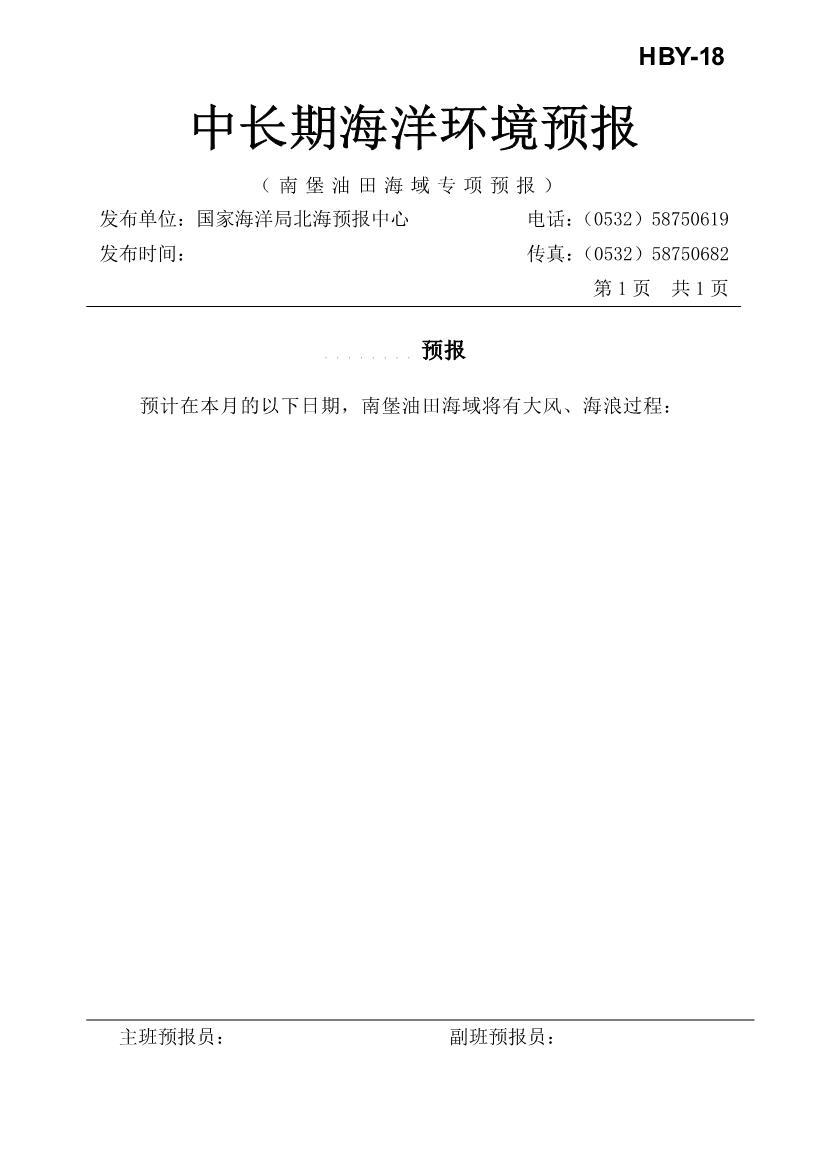 HBY-18
中长期海洋环境预报
（南堡油田海域专项预报）
发布单位：国家海洋局北海预报中心 电话：（0532）58750619
发布时间： 传真：（0532）58750682
第 1 页 共 1 页
........ 预报
预计在本月的以下日期，南堡油田海域将有大风、海浪过程：
主班预报员： 副班预报员：